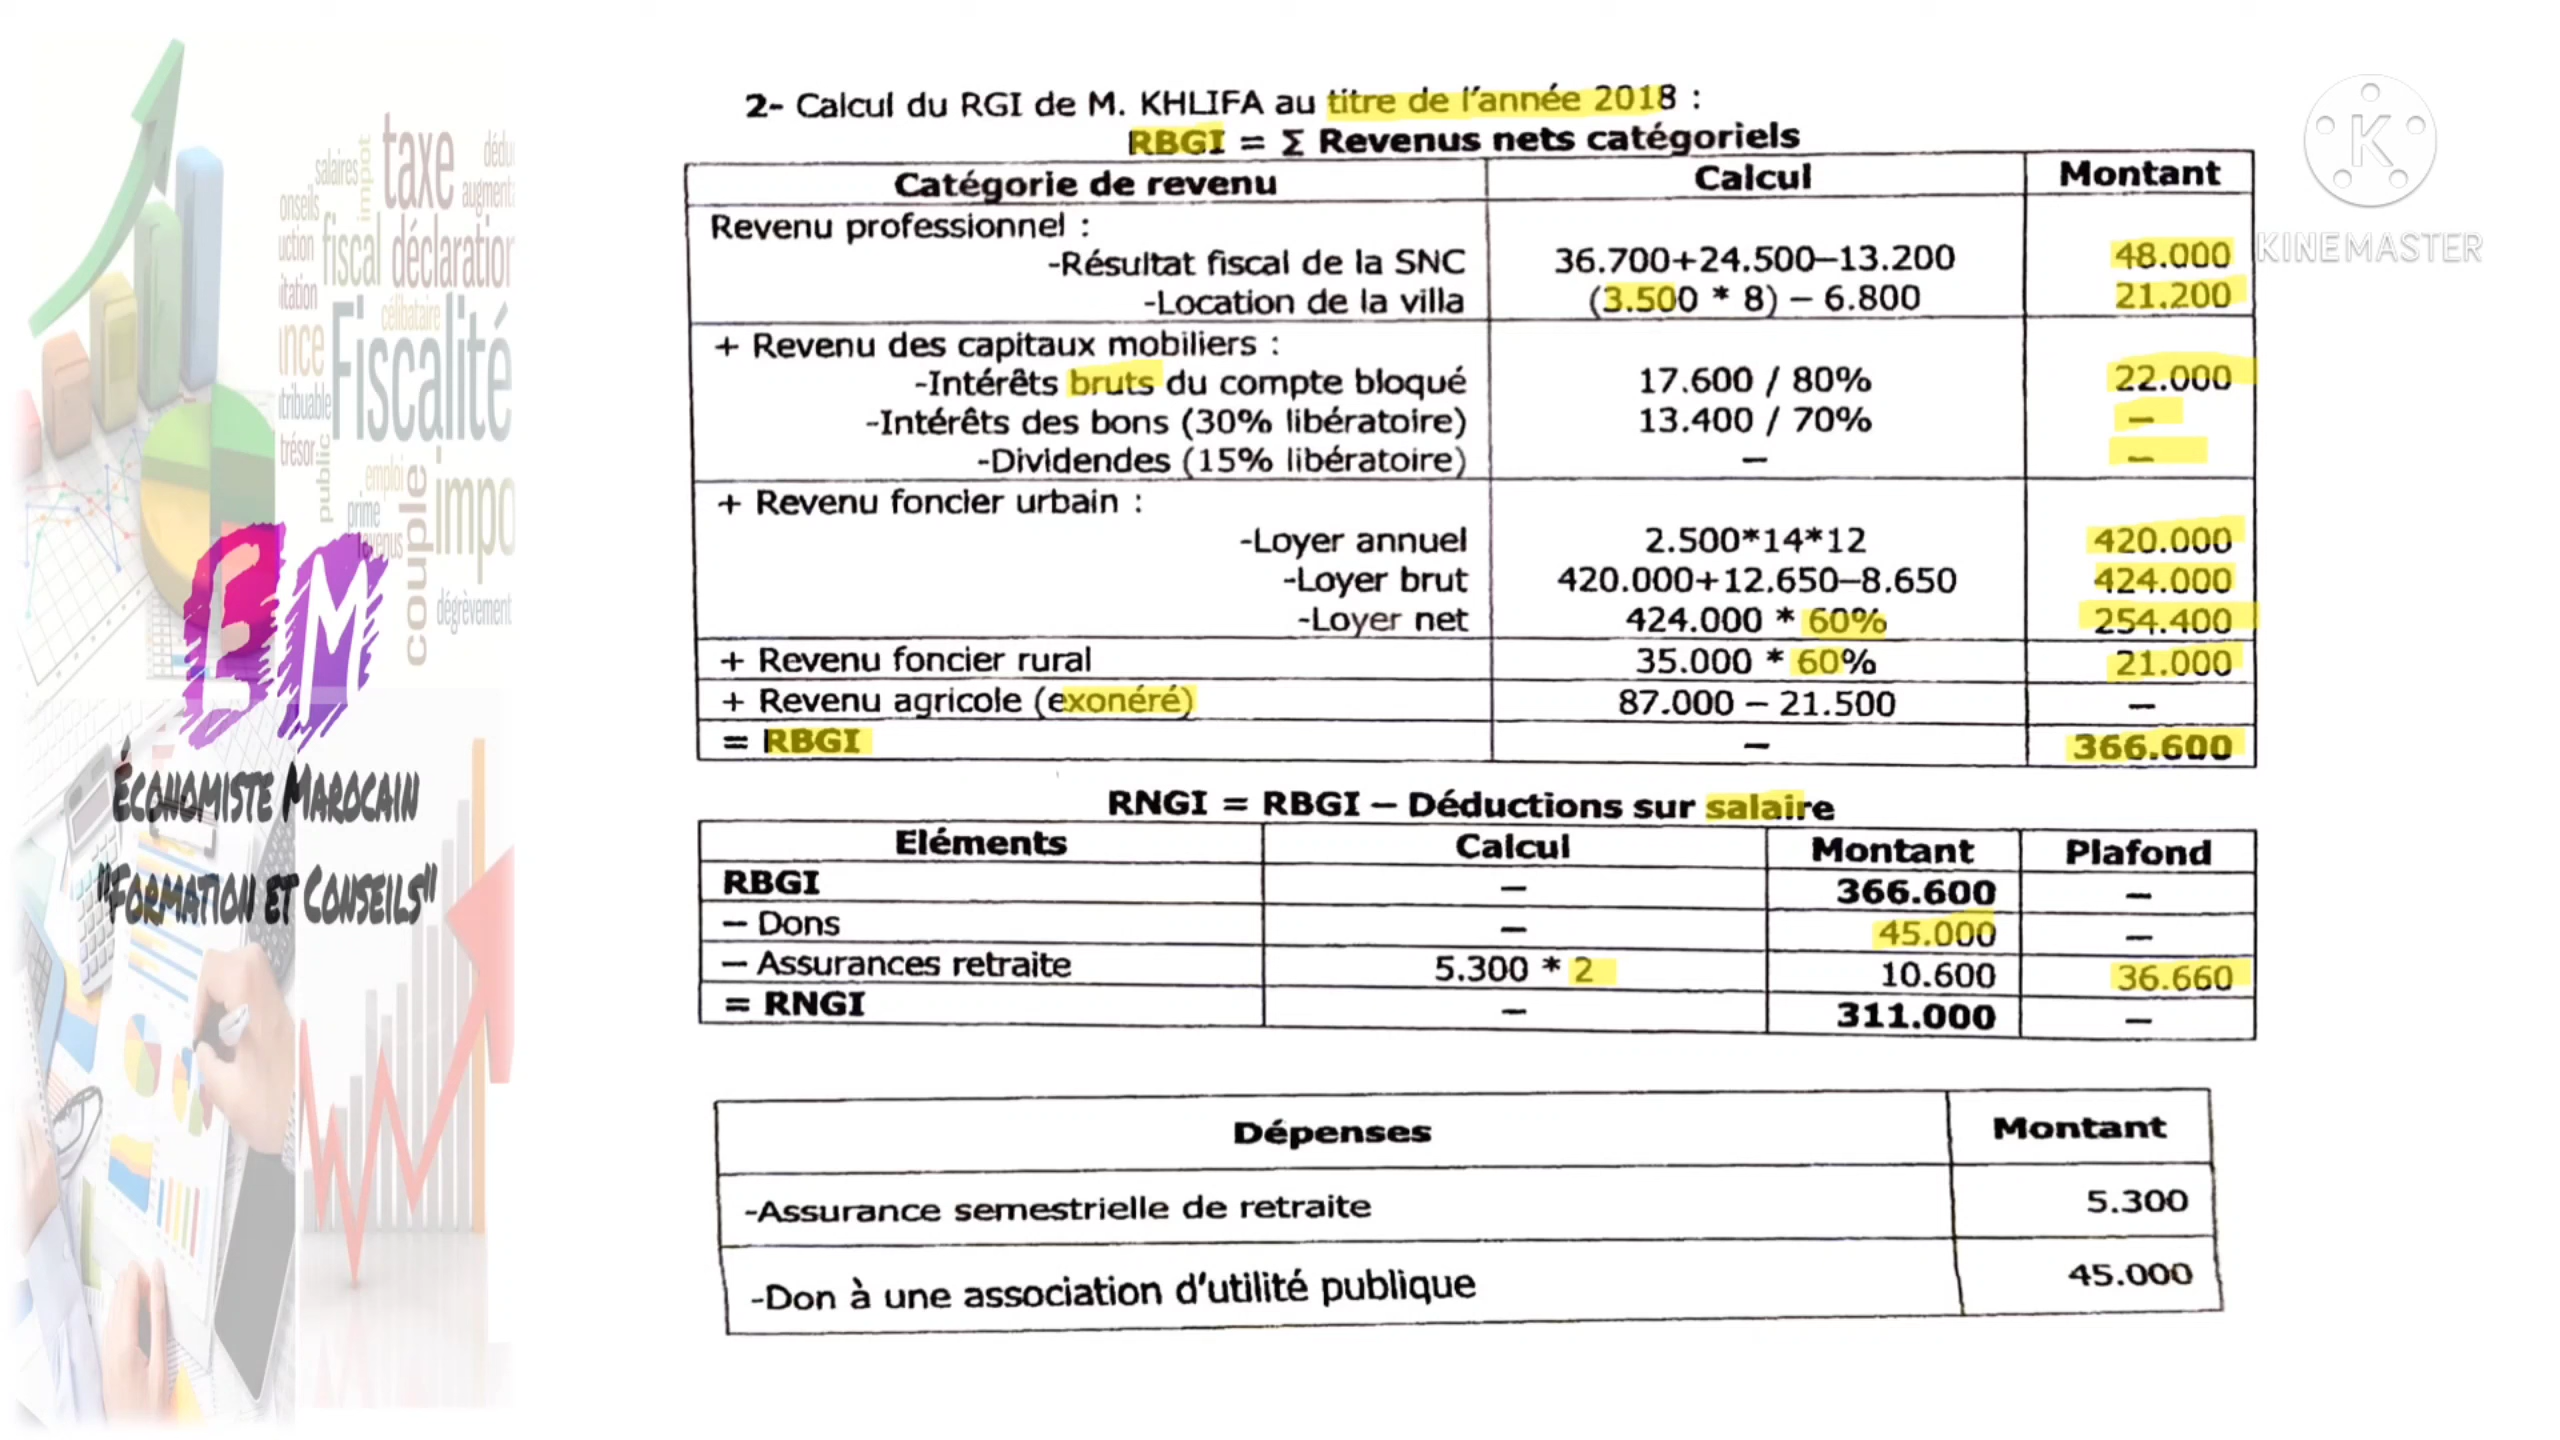 2- Calcul du RGI de M. KHLIFA au titre de l'année 2018 :
RBGI = Σ Revenus nets catégoriels
Catégorie de revenu Calcul Montant
Revenu professionnel :
-Résultat fiscal de la SNC 36.700+24.500–13.200 48.000
-Location de la villa (3.500 * 8) – 6.800 21.200
+ Revenu des capitaux mobiliers :
-Intérêts bruts du compte bloqué 17.600 / 80% 22.000
-Intérêts des bons (30% libératoire) 13.400 / 70% –
-Dividendes (15% libératoire) – –
+ Revenu foncier urbain :
-Loyer annuel 2.500*14*12 420.000
-Loyer brut 420.000+12.650–8.650 424.000
-Loyer net 424.000 * 60% 254.400
+ Revenu foncier rural 35.000 * 60% 21.000
+ Revenu agricole (exonéré) 87.000 – 21.500 –
= RBGI – 366.600
RNGI = RBGI – Déductions sur salaire
Eléments Calcul Montant Plafond
RBGI – 366.600 –
– Dons – 45.000 –
– Assurances retraite 5.300 * 2 10.600 36.660
= RNGI – 311.000 –
Dépenses Montant
-Assurance semestrielle de retraite 5.300
-Don à une association d'utilité publique 45.000
K
KINEMASTER
taxe
salaires
impot
déclaration
fiscal
célibataire
Fiscalité
trésor
public
emploi
impo
prime
couple
dégrèvement
EM
Économiste Marocain
"Formation et Conseils"